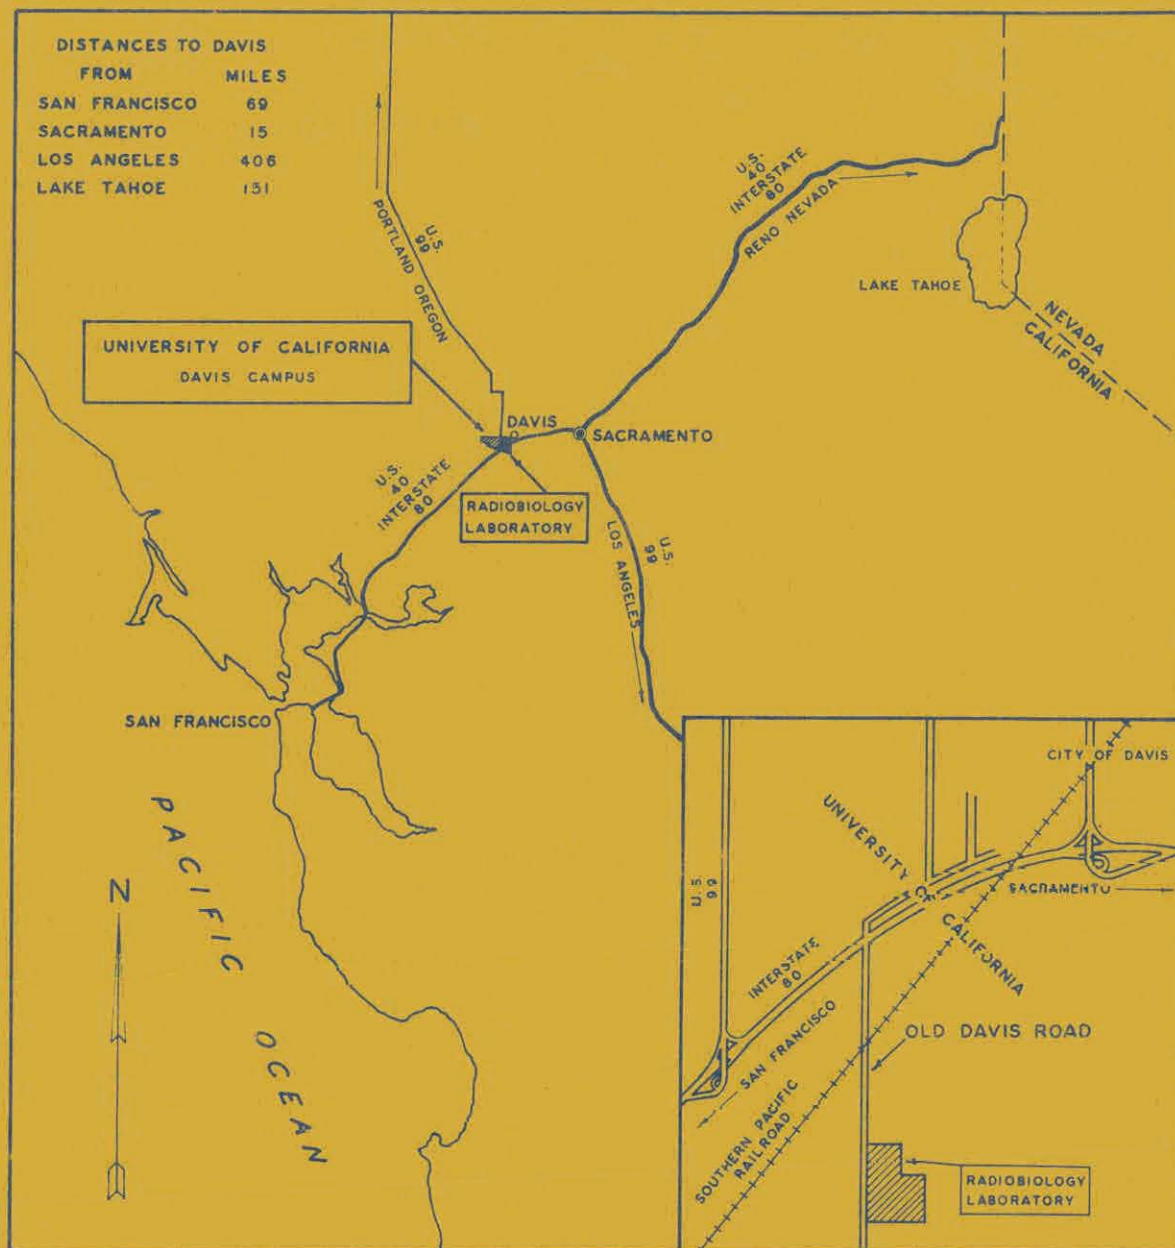 DISTANCES TO DAVIS
FROM MILES
SAN FRANCISCO 69
SACRAMENTO 15
LOS ANGELES 406
LAKE TAHOE 131
U.S.
99
PORTLAND OREGON
U.S.
40
INTERSTATE
80
RENO NEVADA
LAKE TAHOE
NEVADA
CALIFORNIA
UNIVERSITY OF CALIFORNIA
DAVIS CAMPUS
DAVIS
SACRAMENTO
U.S.
40
INTERSTATE
80
RADIOBIOLOGY
LABORATORY
U.S.
99
LOS ANGELES
SAN FRANCISCO
PACIFIC OCEAN
N
CITY OF DAVIS
UNIVERSITY OF CALIFORNIA
U.S.
99
SACRAMENTO
INTERSTATE
80
SAN FRANCISCO
OLD DAVIS ROAD
SOUTHERN PACIFIC
RAILROAD
RADIOBIOLOGY
LABORATORY